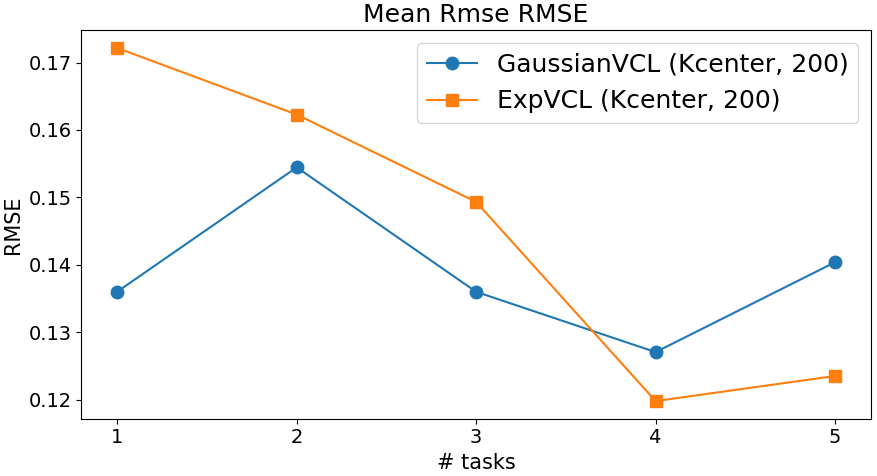 Mean Rmse RMSE
GaussianVCL (Kcenter, 200)
ExpVCL (Kcenter, 200)
RMSE
0.17
0.16
0.15
0.14
0.13
0.12
1 2 3 4 5
# tasks